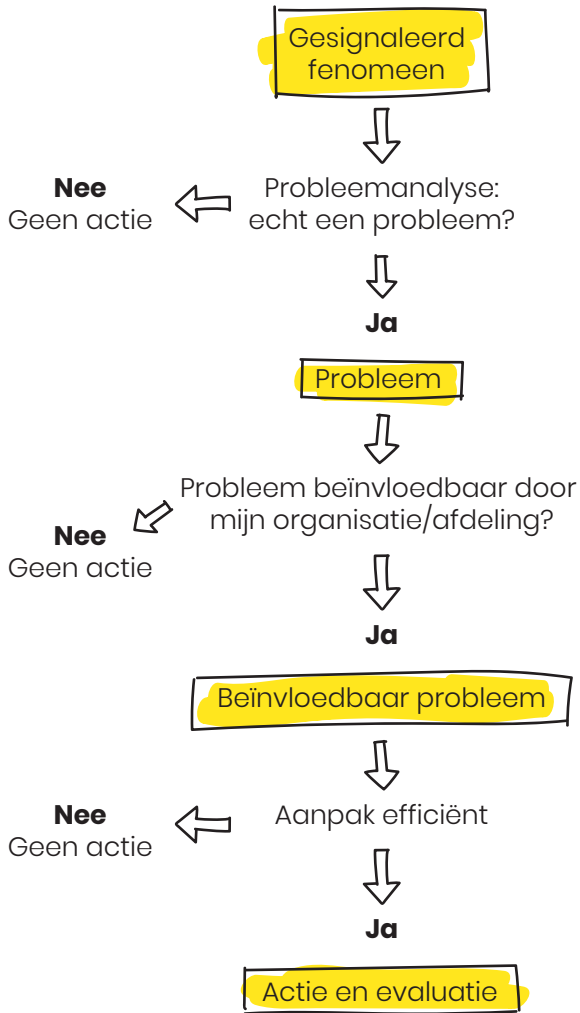 Gesignaleerd
fenomeen
Probleemanalyse:
echt een probleem?
Nee
Geen actie
Ja
Probleem
Probleem beïnvloedbaar door
mijn organisatie/afdeling?
Nee
Geen actie
Ja
Beïnvloedbaar probleem
Aanpak efficiënt
Nee
Geen actie
Ja
Actie en evaluatie